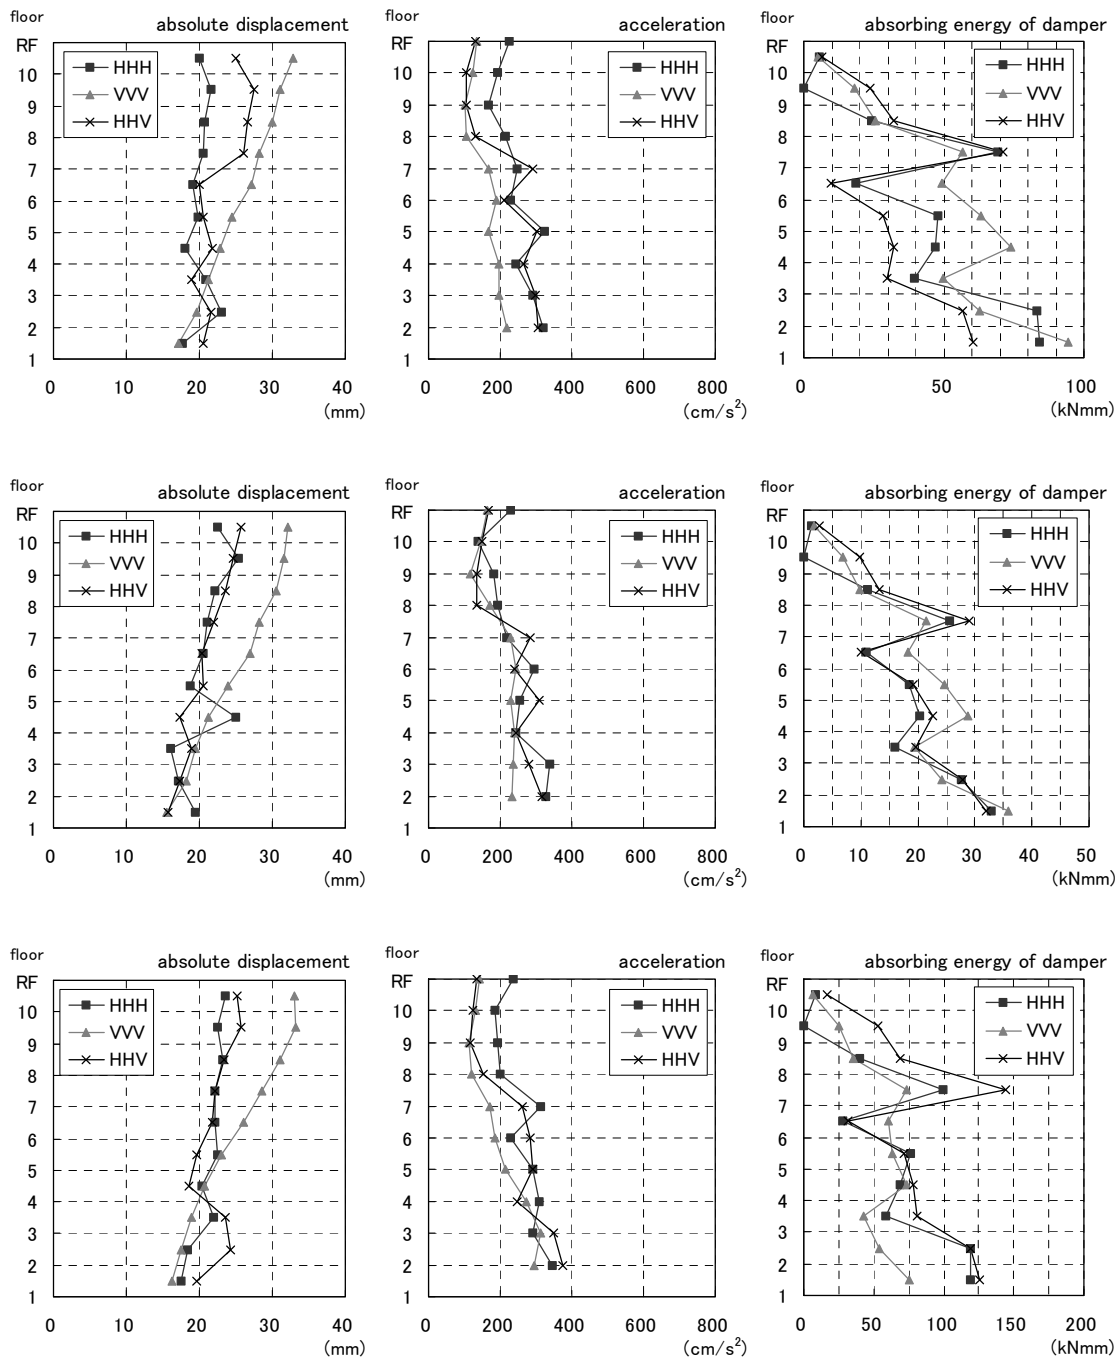 floor absolute displacement
RF
10
9
8
7
6
5
4
3
2
1
HHH
VVV
HHV
0 10 20 30 40
(mm)
floor acceleration
RF
10
9
8
7
6
5
4
3
2
1
HHH
VVV
HHV
0 200 400 600 800
(cm/s²)
floor absorbing energy of damper
RF
10
9
8
7
6
5
4
3
2
1
HHH
VVV
HHV
0 50 100
(kNmm)
floor absolute displacement
RF
10
9
8
7
6
5
4
3
2
1
HHH
VVV
HHV
0 10 20 30 40
(mm)
floor acceleration
RF
10
9
8
7
6
5
4
3
2
1
HHH
VVV
HHV
0 200 400 600 800
(cm/s²)
floor absorbing energy of damper
RF
10
9
8
7
6
5
4
3
2
1
HHH
VVV
HHV
0 10 20 30 40 50
(kNmm)
floor absolute displacement
RF
10
9
8
7
6
5
4
3
2
1
HHH
VVV
HHV
0 10 20 30 40
(mm)
floor acceleration
RF
10
9
8
7
6
5
4
3
2
1
HHH
VVV
HHV
0 200 400 600 800
(cm/s²)
floor absorbing energy of damper
RF
10
9
8
7
6
5
4
3
2
1
HHH
VVV
HHV
0 50 100 150 200
(kNmm)